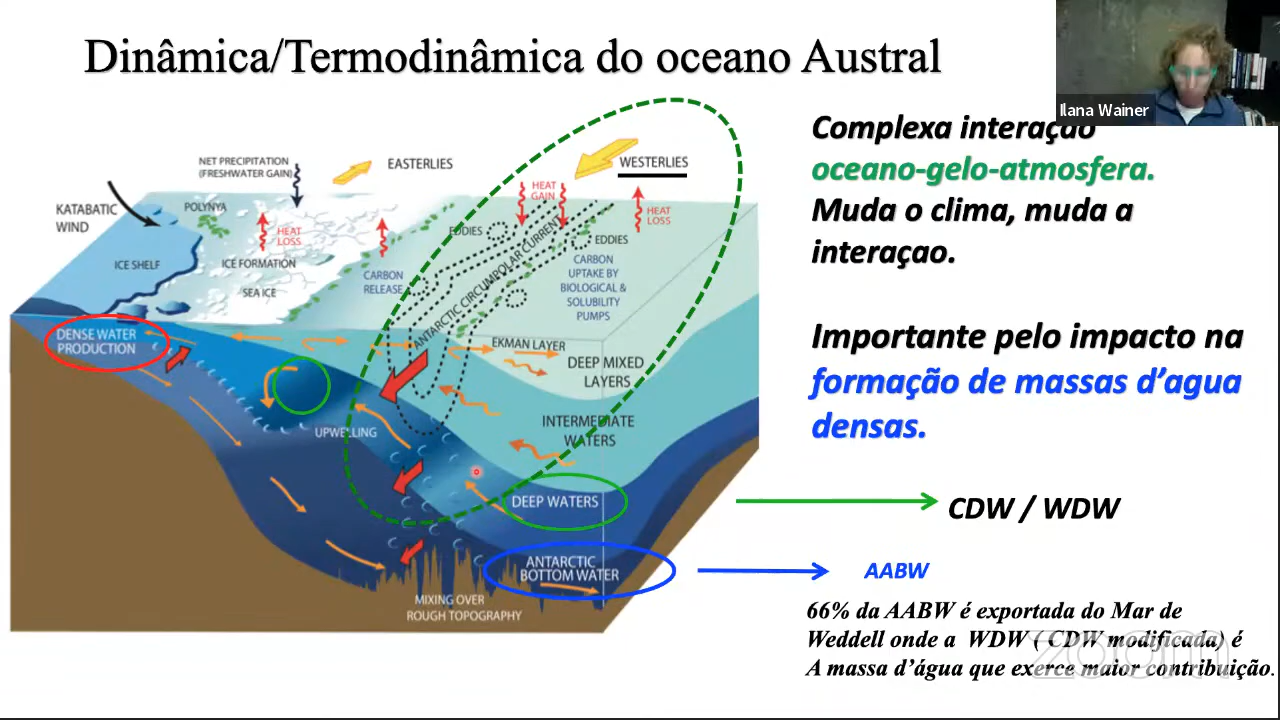 Dinâmica/Termodinâmica do oceano Austral
Ilana Wainer
Complexa interação
oceano-gelo-atmosfera.
Muda o clima, muda a
interaçao.
Importante pelo impacto na
formação de massas d’agua
densas.
CDW / WDW
AABW
66% da AABW é exportada do Mar de
Weddell onde a WDW ( CDW modificada) é
A massa d’água que exerce maior contribuição.
zoom
NET PRECIPITATION
(FRESHWATER GAIN)
EASTERLIES
WESTERLIES
KATABATIC
WIND
POLYNYA
HEAT
LOSS
HEAT
GAIN
HEAT
LOSS
ICE SHELF
ICE FORMATION
SEA ICE
CARBON
RELEASE
EDDIES
EDDIES
ANTARCTIC CIRCUMPOLAR CURRENT
CARBON
UPTAKE BY
BIOLOGICAL &
SOLUBILITY
PUMPS
DENSE WATER
PRODUCTION
EKMAN LAYER
DEEP MIXED
LAYERS
UPWELLING
INTERMEDIATE
WATERS
DEEP WATERS
ANTARCTIC
BOTTOM WATER
MIXING OVER
ROUGH TOPOGRAPHY